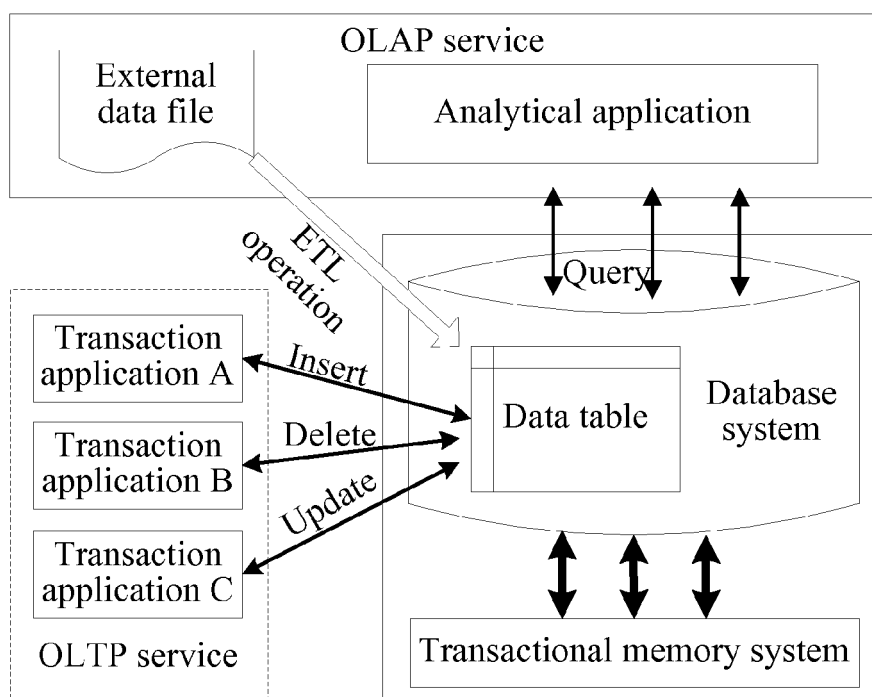 OLAP service
External
data file
Analytical application
ETL
operation
Query
Transaction
application A
Insert
Transaction
application B
Delete
Transaction
application C
Update
OLTP service
Data table
Database
system
Transactional memory system